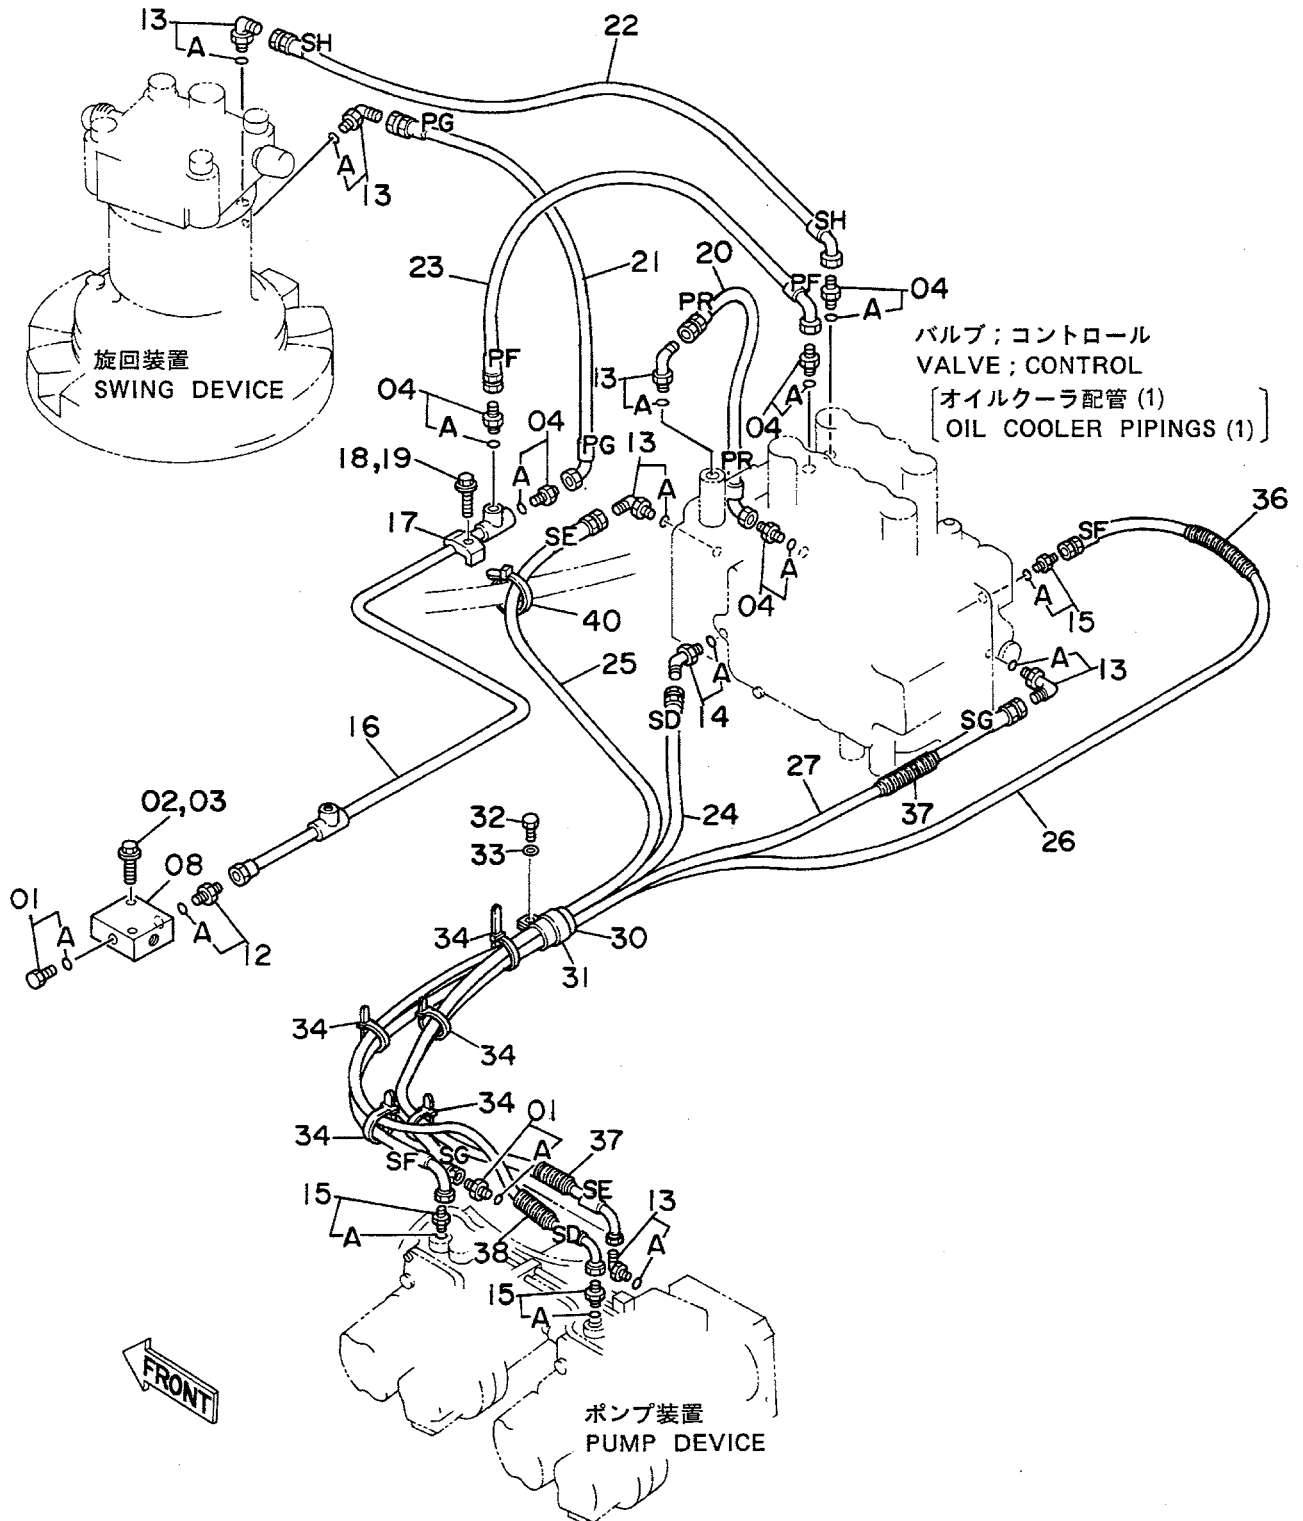 13
A
SH
22
PG
A
13
SH
23
21
20
PF
04
A
PR
旋回装置
SWING DEVICE
PF
13
A
バルブ ; コントロール
VALVE ; CONTROL
オイルクーラ配管 (1)
OIL COOLER PIPINGS (1)
04
A
04
A
04
A
PG
13
A
PR
18,19
17
SE
36
SF
04
A
A
15
40
25
A
14
A
13
SD
SG
16
27
37
26
24
02,03
32
33
08
01
A
A
12
34
30
31
34
34
34
34
01
A
37
SF
SG
SE
15
A
13
A
38
SD
15
A
FRONT
ポンプ装置
PUMP DEVICE